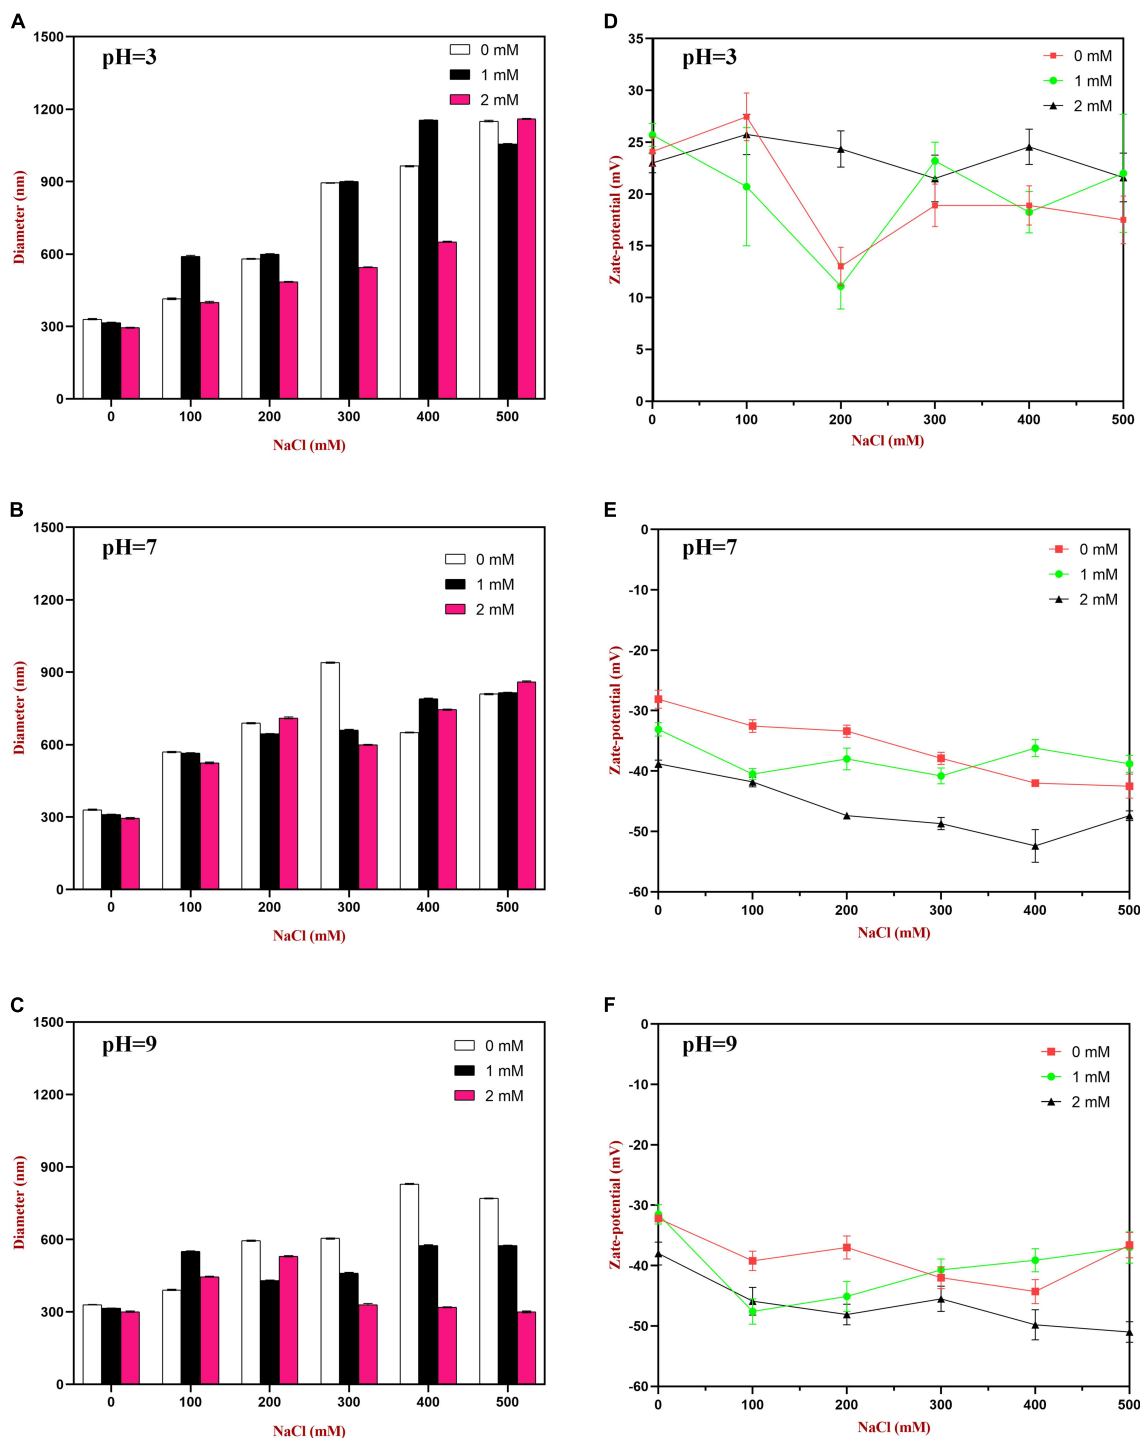 A
pH=3
0 mM
1 mM
2 mM
1500
1200
900
600
300
0
Diameter (nm)
0 100 200 300 400 500
NaCl (mM)
D
pH=3
0 mM
1 mM
2 mM
35
30
25
20
15
10
0
Zate-potential (mV)
0 100 200 300 400 500
NaCl (mM)
B
pH=7
0 mM
1 mM
2 mM
1500
1200
900
600
300
0
Diameter (nm)
0 100 200 300 400 500
NaCl (mM)
E
pH=7
0 mM
1 mM
2 mM
0
-10
-20
-30
-40
-50
-60
Zate-potential (mV)
0 100 200 300 400 500
NaCl (mM)
C
pH=9
0 mM
1 mM
2 mM
1500
1200
900
600
300
0
Diameter (nm)
0 100 200 300 400 500
NaCl (mM)
F
pH=9
0 mM
1 mM
2 mM
0
-10
-20
-30
-40
-50
-60
Zate-potential (mV)
0 100 200 300 400 500
NaCl (mM)